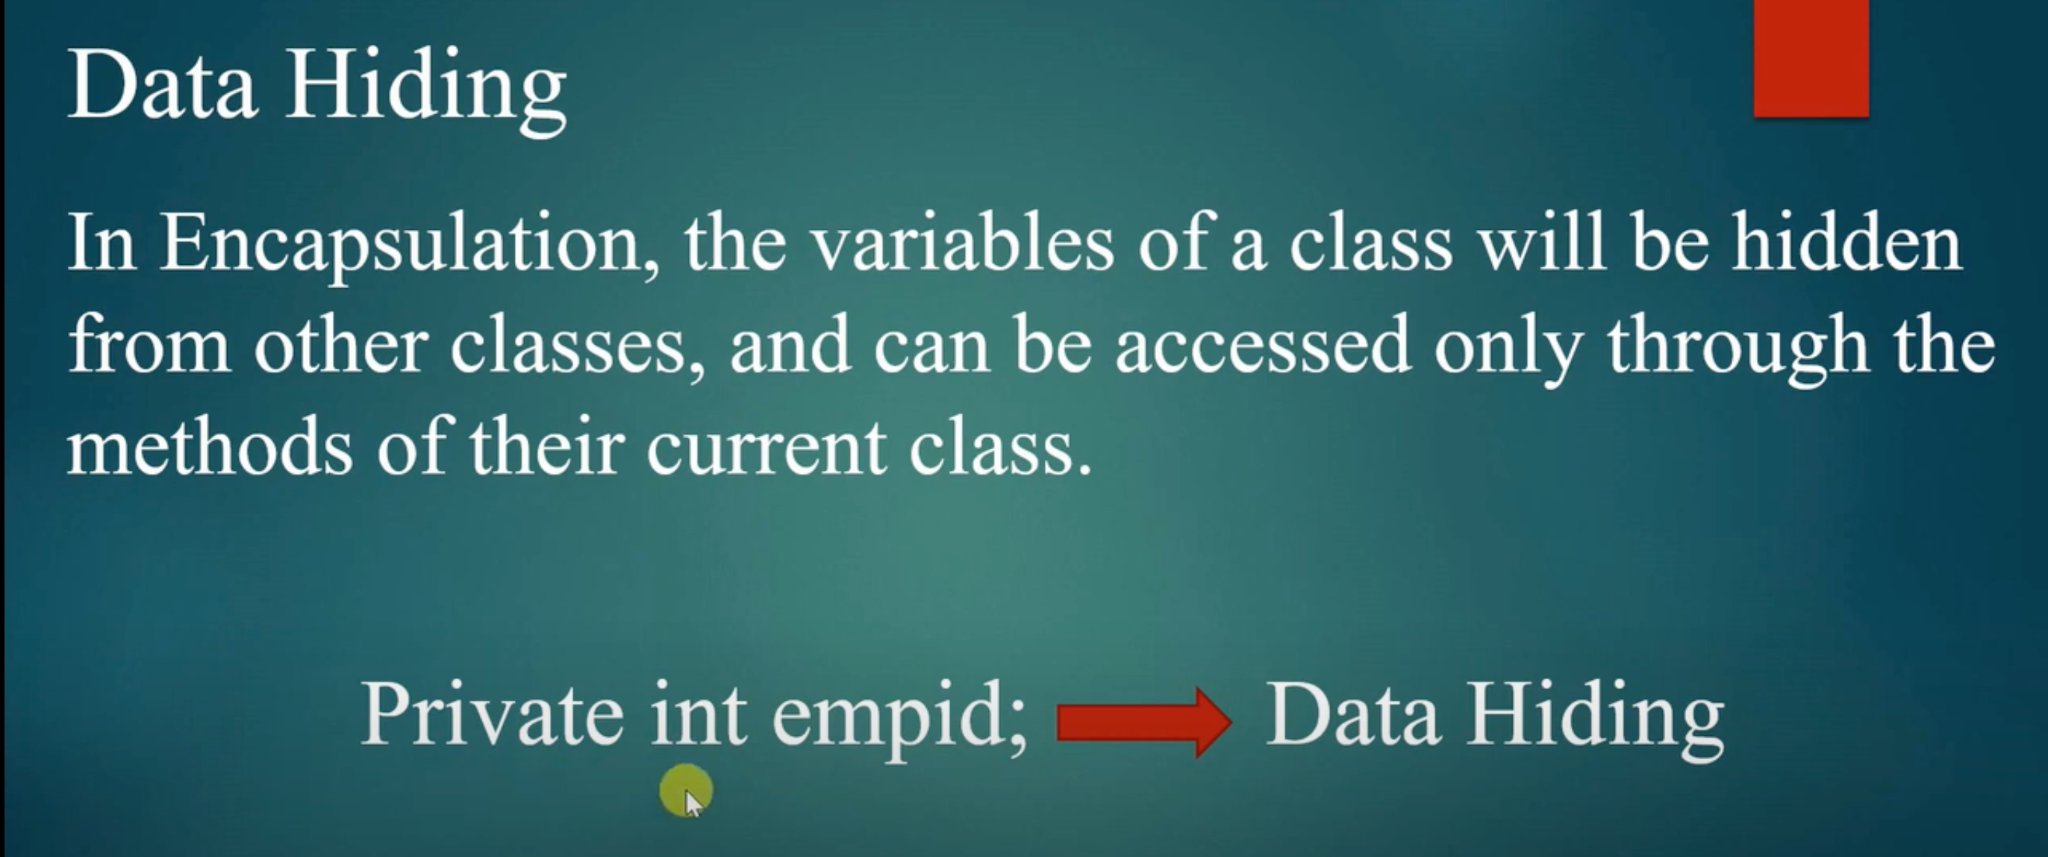 Data Hiding
In Encapsulation, the variables of a class will be hidden
from other classes, and can be accessed only through the
methods of their current class.
Private int empid; Data Hiding